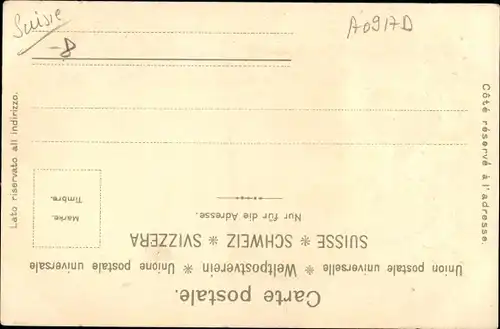 Suisse
-8
A0917D
Carte postale.
Union postale universelle * Weltpostverein * Unione postale universale
SUISSE * SCHWEIZ * SVIZZERA
Nur für die Adresse.
Marke.
Timbre.
Côté réservé à l'adresse.
Lato riservato all indirizzo.